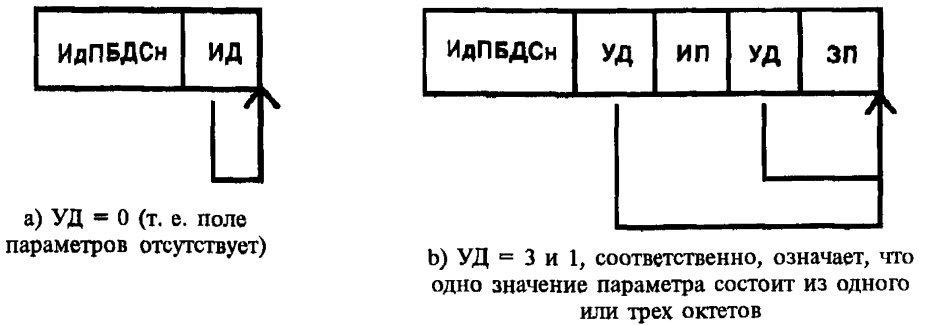 ИдПБДСн ИД
а) УД = 0 (т. е. поле
параметров отсутствует)
ИдПБДСн УД ИП УД ЗП
b) УД = 3 и 1, соответственно, означает, что
одно значение параметра состоит из одного
или трех октетов